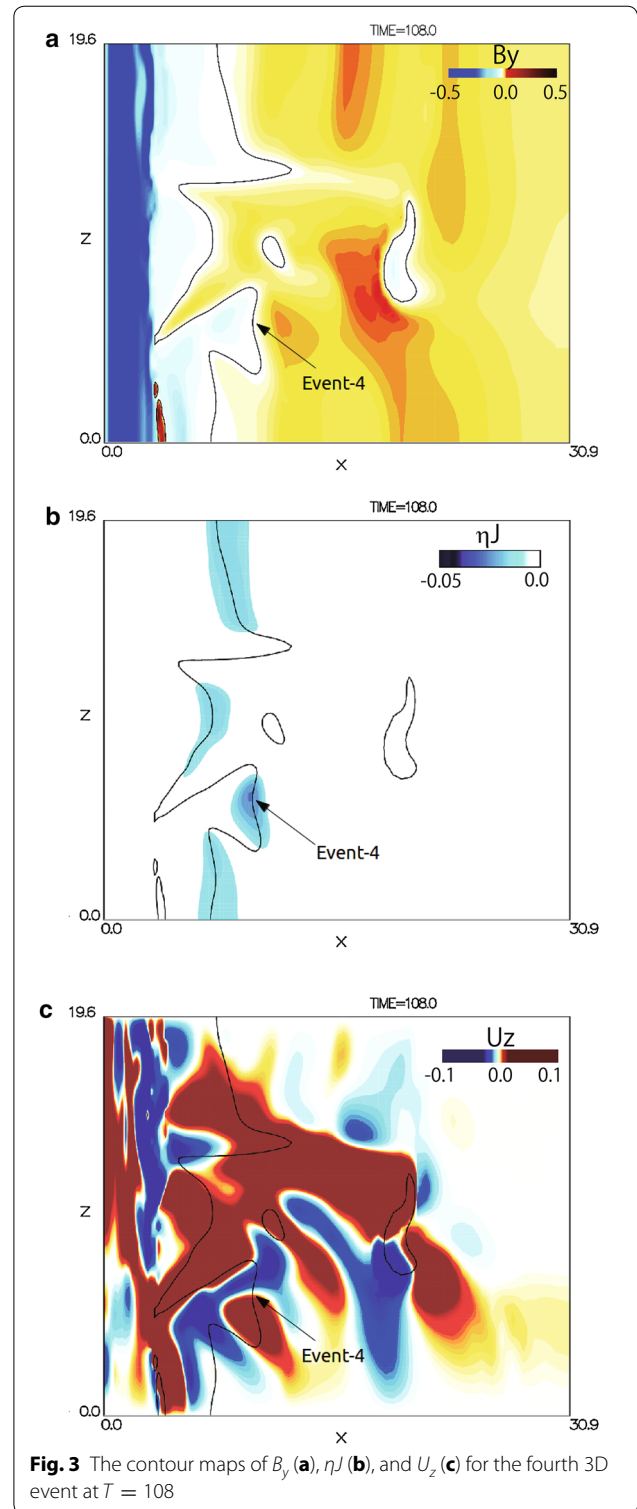 a
TIME=108.0
19.6
By
-0.5 0.0 0.5
Z
Event-4
0.0
0.0 X 30.9
b
TIME=108.0
19.6
ηJ
-0.05 0.0
Z
Event-4
0.0
0.0 X 30.9
c
TIME=108.0
19.6
Uz
-0.1 0.0 0.1
Z
Event-4
0.0
0.0 X 30.9
Fig. 3 The contour maps of By (a), ηJ (b), and Uz (c) for the fourth 3D
event at T = 108